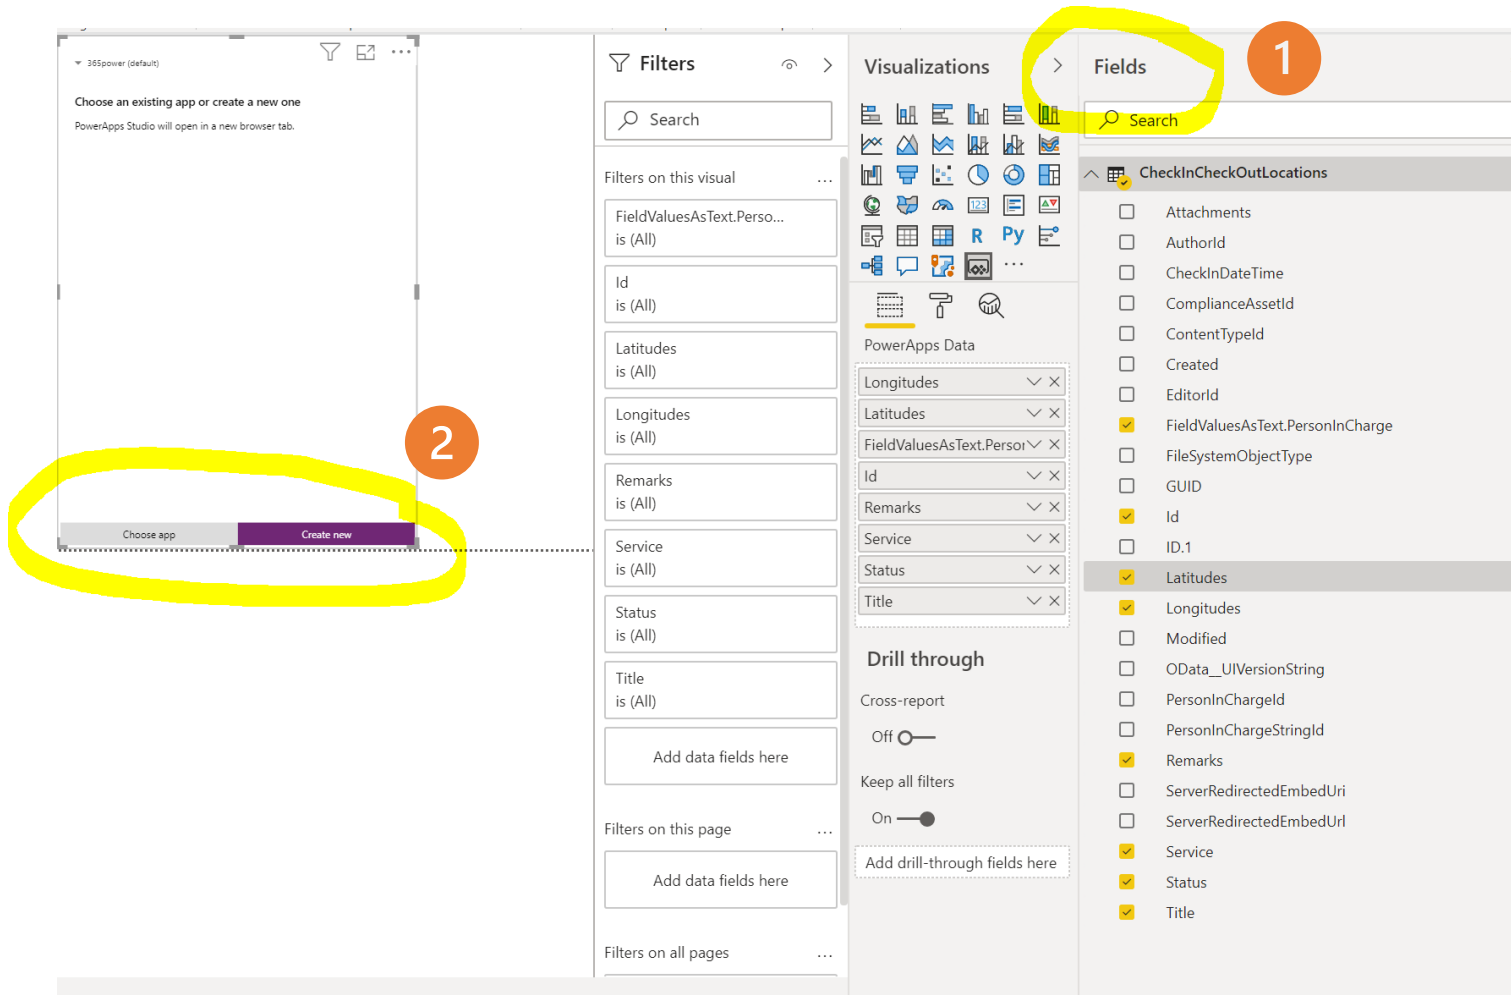 365power (default)
Choose an existing app or create a new one
PowerApps Studio will open in a new browser tab.
2
Choose app
Create new
Filters
Search
Filters on this visual
...
FieldValuesAsText.Perso...
is (All)
Id
is (All)
Latitudes
is (All)
Longitudes
is (All)
Remarks
is (All)
Service
is (All)
Status
is (All)
Title
is (All)
Add data fields here
Filters on this page
...
Add data fields here
Filters on all pages
...
Visualizations
123
R
Py
...
PowerApps Data
Longitudes
Latitudes
FieldValuesAsText.Person
Id
Remarks
Service
Status
Title
Drill through
Cross-report
Off
Keep all filters
On
Add drill-through fields here
Fields
1
Search
CheckInCheckOutLocations
Attachments
AuthorId
CheckInDateTime
ComplianceAssetId
ContentTypeId
Created
EditorId
FieldValuesAsText.PersonInCharge
FileSystemObjectType
GUID
Id
ID.1
Latitudes
Longitudes
Modified
OData__UIVersionString
PersonInChargeId
PersonInChargeStringId
Remarks
ServerRedirectedEmbedUri
ServerRedirectedEmbedUrl
Service
Status
Title